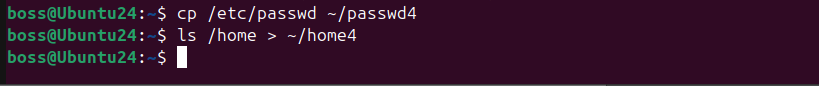 boss@Ubuntu24:~$ cp /etc/passwd ~/passwd4
boss@Ubuntu24:~$ ls /home > ~/home4
boss@Ubuntu24:~$